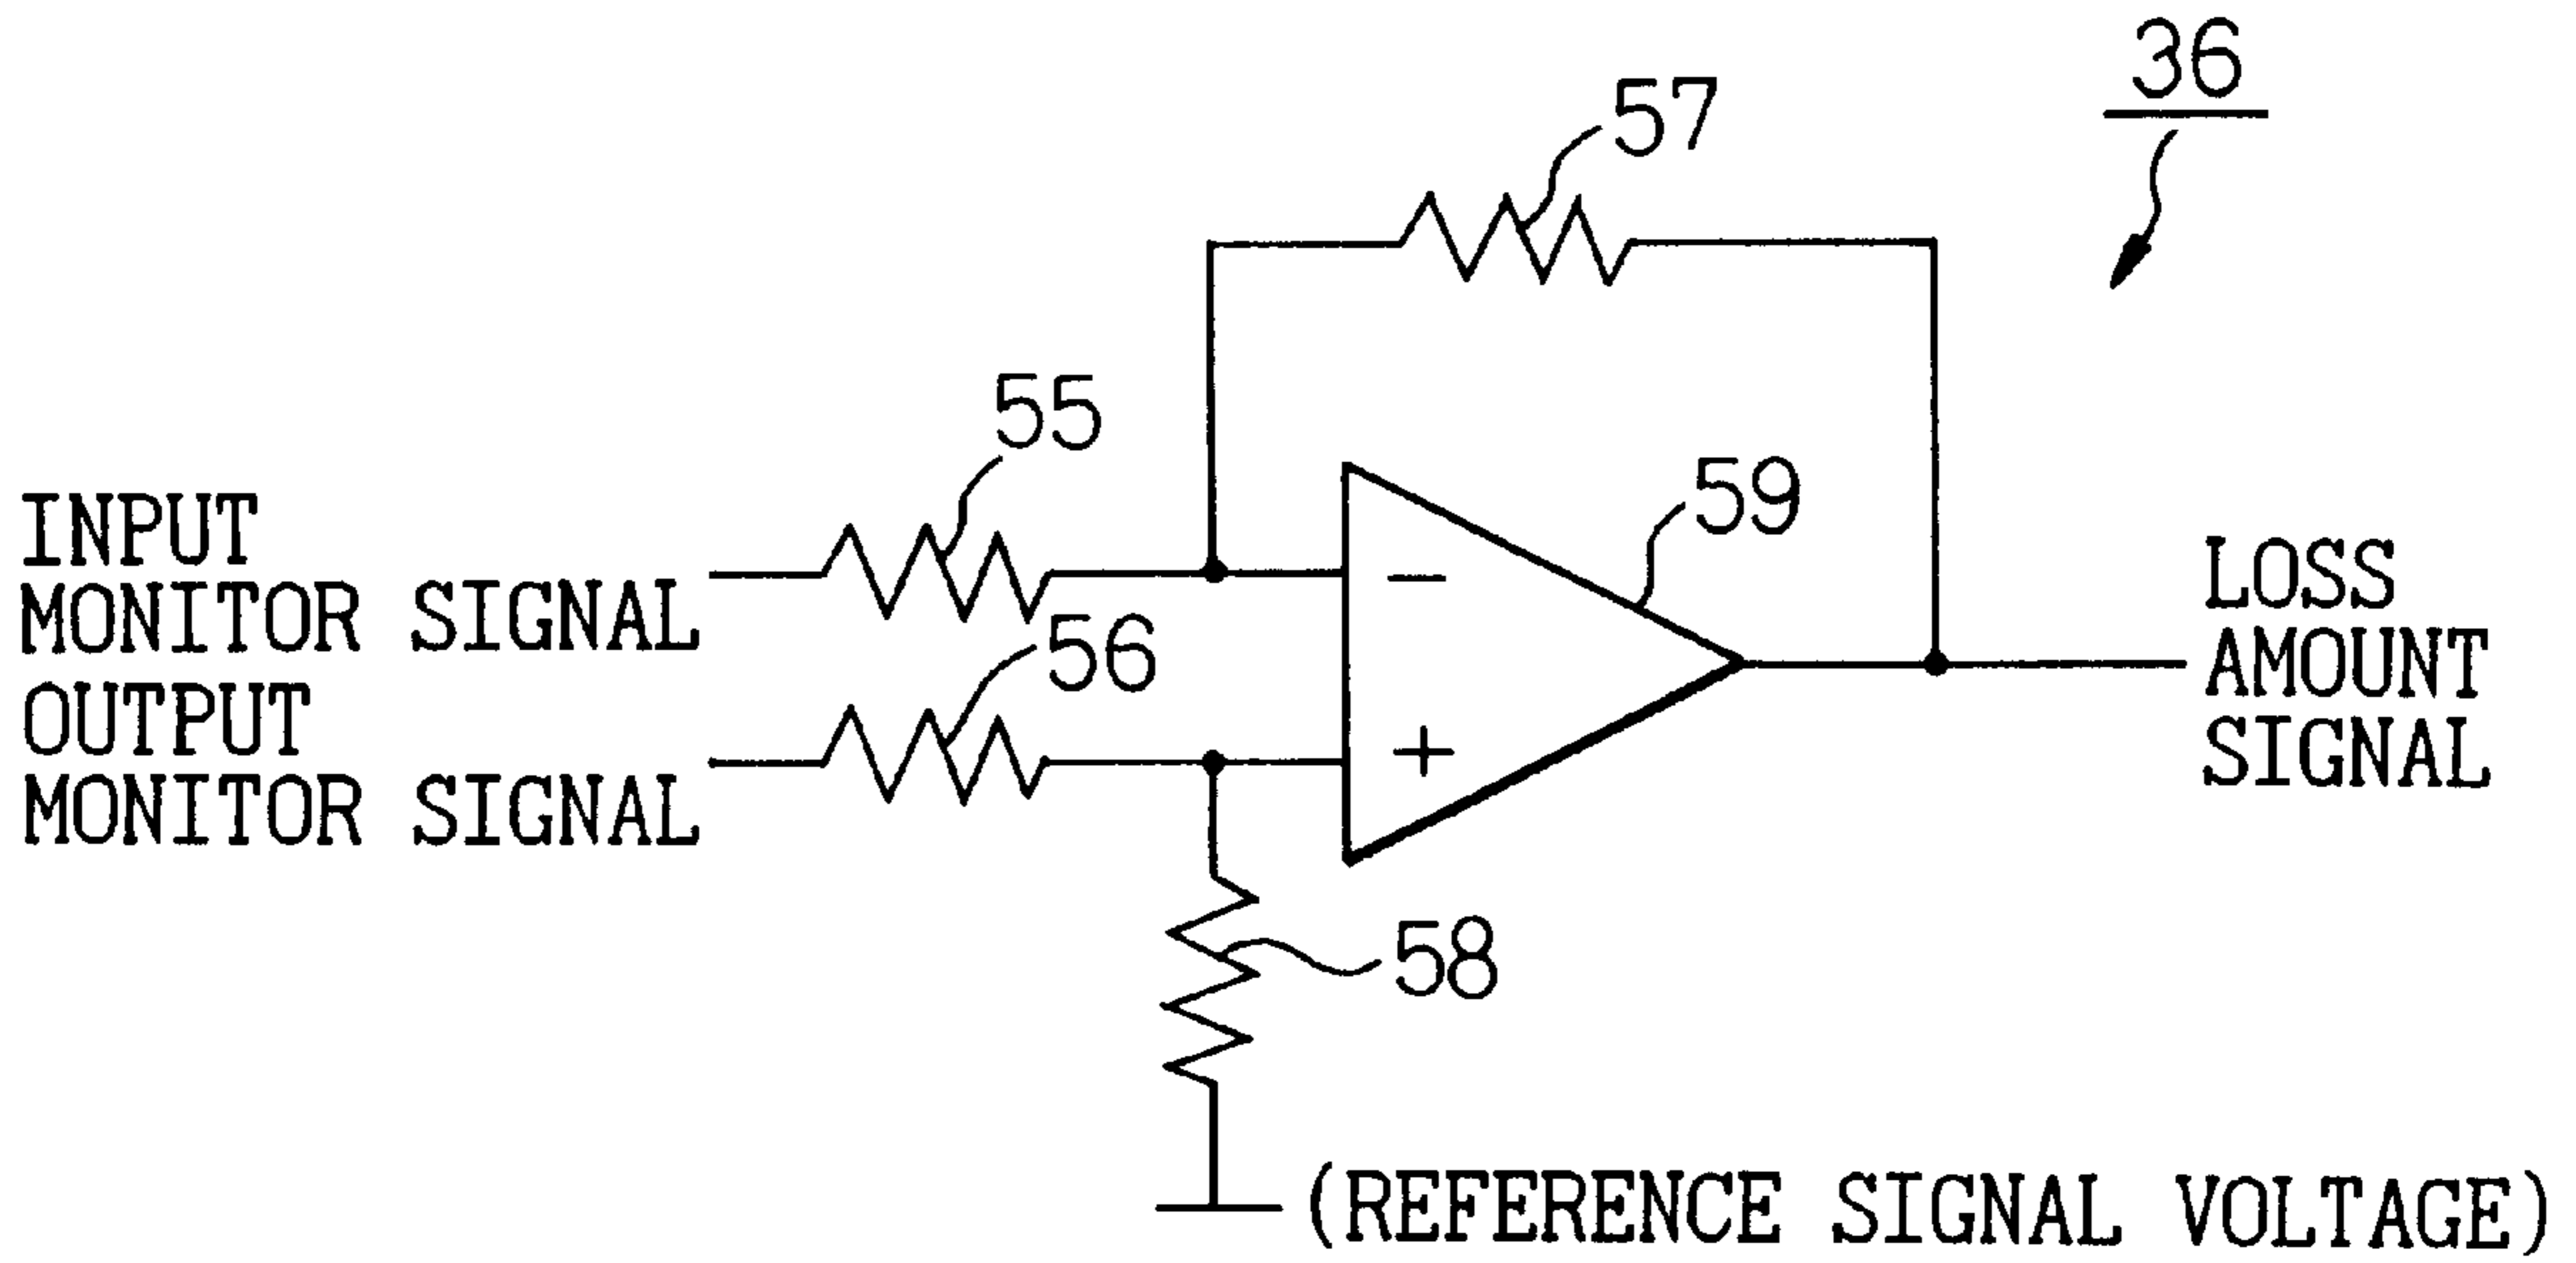 36
57
55
59
INPUT
MONITOR SIGNAL
56
OUTPUT
MONITOR SIGNAL
−
+
LOSS
AMOUNT
SIGNAL
58
(REFERENCE SIGNAL VOLTAGE)